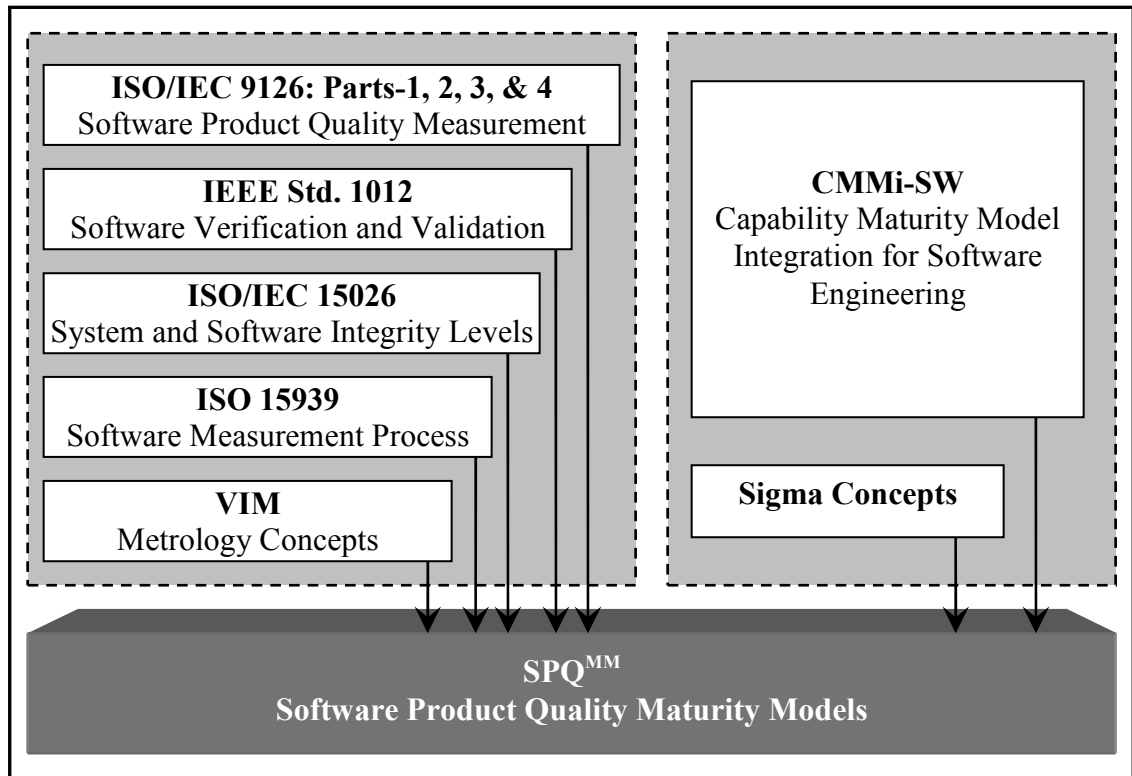 ISO/IEC 9126: Parts-1, 2, 3, & 4
Software Product Quality Measurement
IEEE Std. 1012
Software Verification and Validation
ISO/IEC 15026
System and Software Integrity Levels
ISO 15939
Software Measurement Process
VIM
Metrology Concepts
CMMi-SW
Capability Maturity Model
Integration for Software
Engineering
Sigma Concepts
SPQᴹᴹ
Software Product Quality Maturity Models